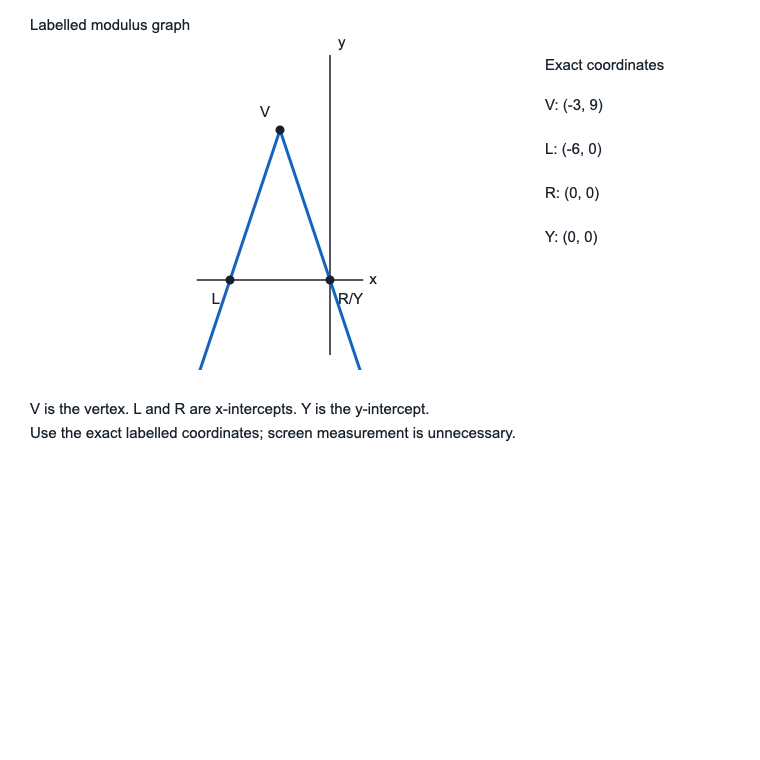 Labelled modulus graph
y
Exact coordinates
V
V: (-3, 9)
L: (-6, 0)
R: (0, 0)
Y: (0, 0)
x
L
R/Y
V is the vertex. L and R are x-intercepts. Y is the y-intercept.
Use the exact labelled coordinates; screen measurement is unnecessary.